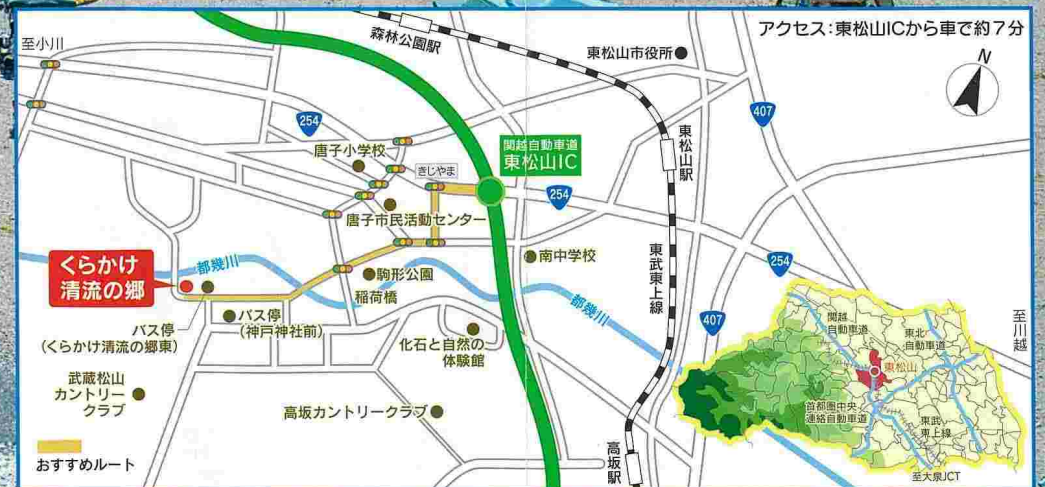 アクセス:東松山ICから車で約7分
至小川
森林公園駅
東松山市役所
N
254
407
唐子小学校
きじやま
関越自動車道
東松山IC
東松山駅
254
唐子市民活動センター
くらかけ
清流の郷
都幾川
駒形公園
稲荷橋
南中学校
東武東上線
254
都幾川
407
バス停
(くらかけ清流の郷東)
バス停
(神戸神社前)
化石と自然の
体験館
武蔵松山
カントリー
クラブ
高坂カントリークラブ
高坂駅
おすすめルート
至川越
関越
自動車道
東北
自動車道
東松山
首都圏中央
連絡自動車道
東武
東上線
至大泉JCT